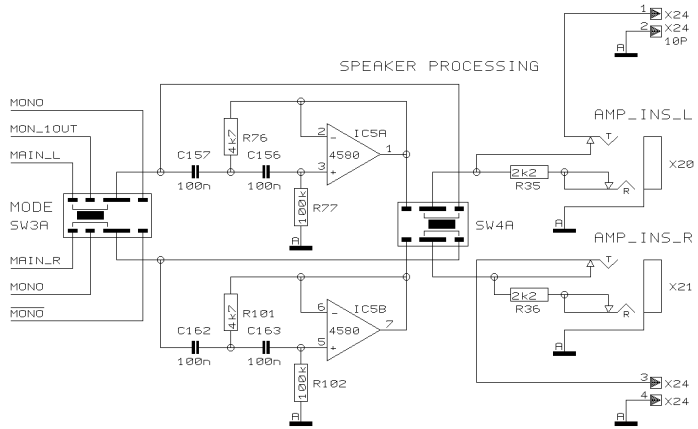 1 X24
2 X24
10P
A
SPEAKER PROCESSING
AMP_INS_L
MONO
MON_1OUT
MAIN_L
MODE
SW3A
MAIN_R
MONO
MONO
C157
100n
4k7
R76
C156
100n
2
3
-
+
IC5A
4580
1
100k
R77
A
SW4A
2k2
R35
T
R
X20
A
AMP_INS_R
C162
100n
4k7
R101
C163
100n
6
5
-
+
IC5B
4580
7
100k
R102
A
2k2
R36
T
R
X21
A
3 X24
4 X24
A